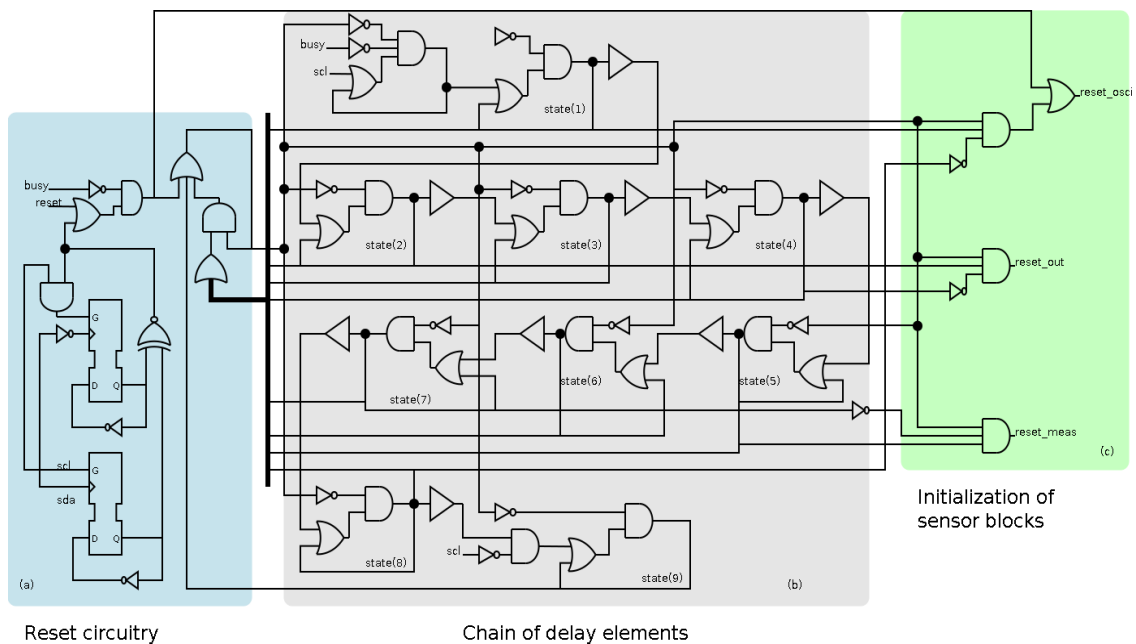 busy
scl
state(1)
reset_osci
busy
reset
state(2)
state(3)
state(4)
reset_out
G
D
Q
state(7)
state(6)
state(5)
reset_meas
(c)
scl
G
sda
D
Q
scl
state(8)
state(9)
(a)
(b)
Initialization of
sensor blocks
Reset circuitry
Chain of delay elements